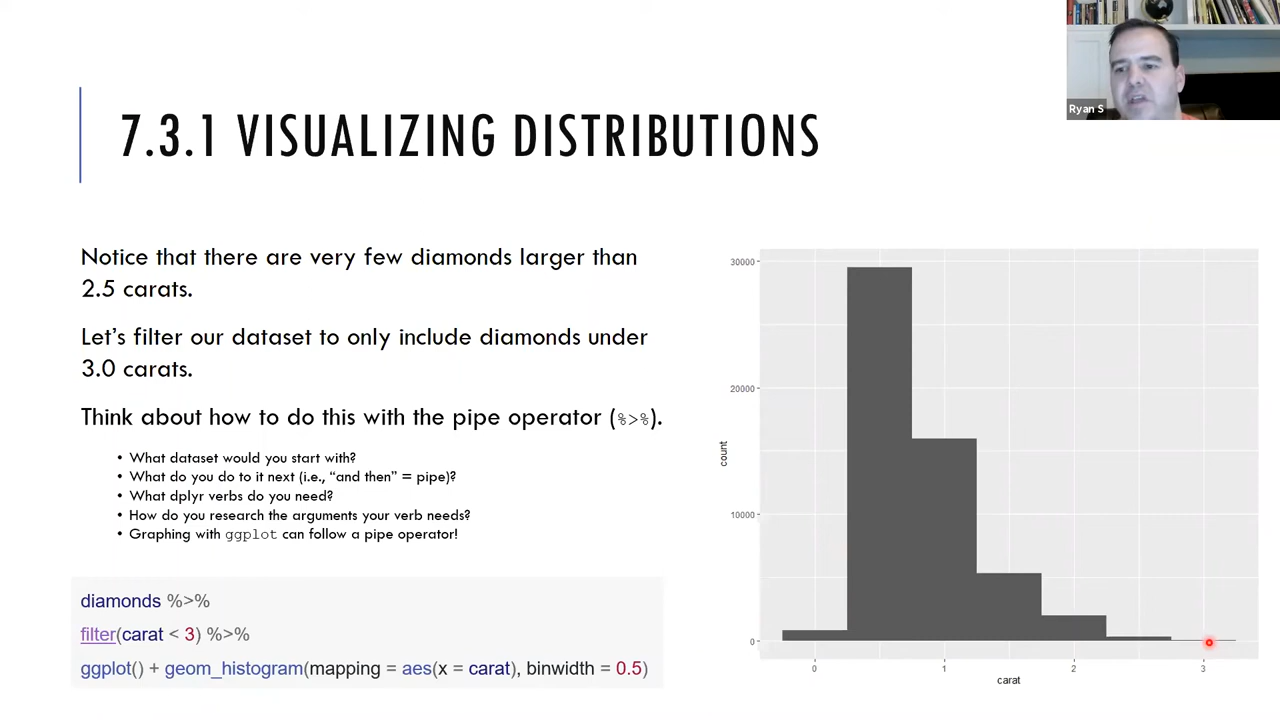 Ryan S
7.3.1 VISUALIZING DISTRIBUTIONS
Notice that there are very few diamonds larger than
2.5 carats.
Let's filter our dataset to only include diamonds under
3.0 carats.
Think about how to do this with the pipe operator (%>%).
• What dataset would you start with?
• What do you do to it next (i.e., "and then" = pipe)?
• What dplyr verbs do you need?
• How do you research the arguments your verb needs?
• Graphing with ggplot can follow a pipe operator!
diamonds %>%
filter(carat < 3) %>%
ggplot() + geom_histogram(mapping = aes(x = carat), binwidth = 0.5)
30000
20000
10000
0
count
0 1 2 3
carat